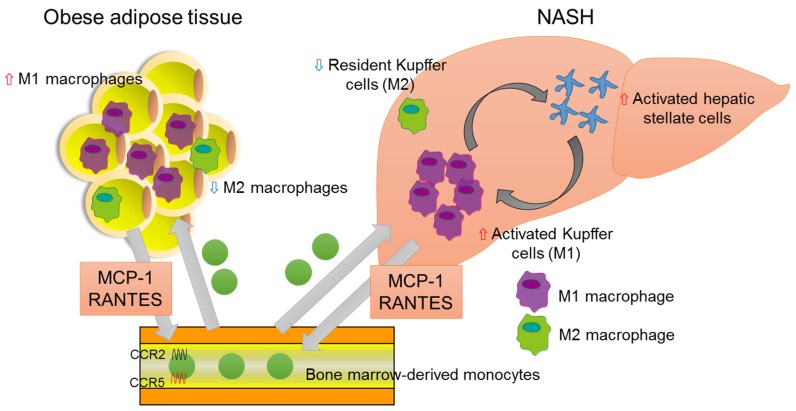 Obese adipose tissue
NASH
⇧ M1 macrophages
⇩ Resident Kupffer
cells (M2)
⇧ Activated hepatic
stellate cells
⇩ M2 macrophages
⇧ Activated Kupffer
cells (M1)
MCP-1
RANTES
MCP-1
RANTES
M1 macrophage
M2 macrophage
CCR2
CCR5
Bone marrow-derived monocytes